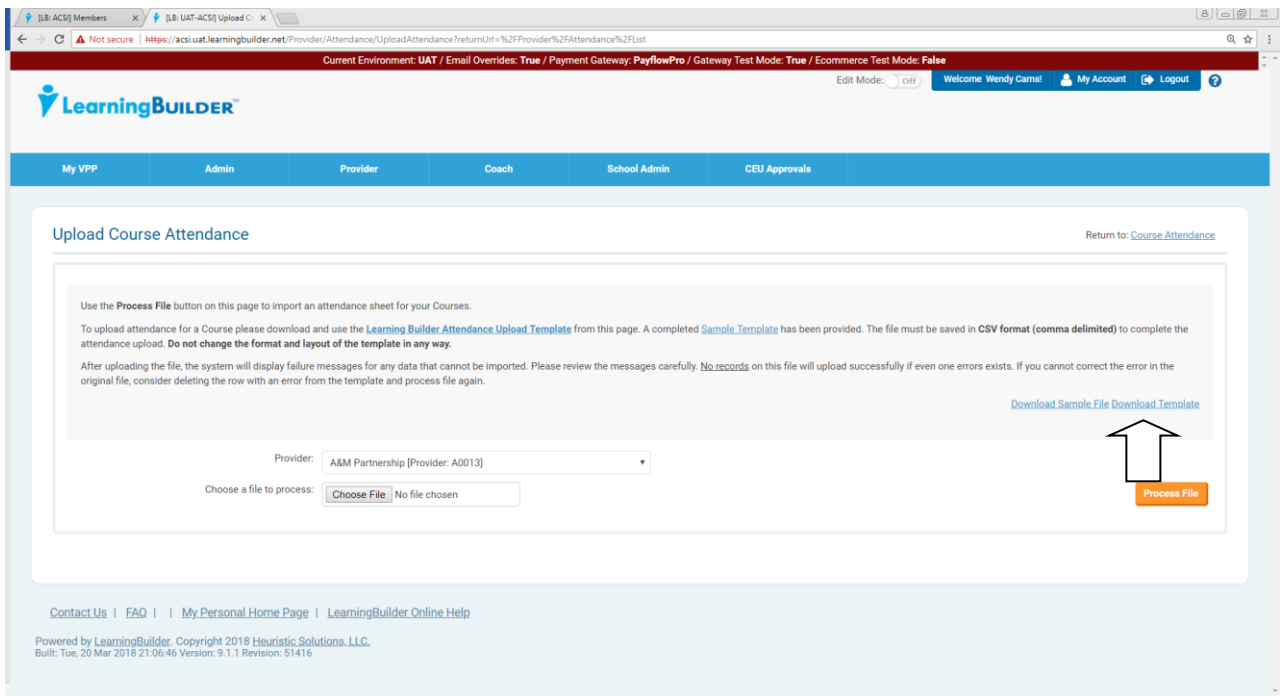 [LB: ACSI] Members
[LB: UAT-ACSI] Upload Co
Not secure | https://acsi.uat.learningbuilder.net/Provider/Attendance/UploadAttendance?returnUrl=%2FProvider%2FAttendance%2FList
Current Environment: UAT / Email Overrides: True / Payment Gateway: PayflowPro / Gateway Test Mode: True / Ecommerce Test Mode: False
Edit Mode: Off Welcome Wendy Carns! My Account Logout ?
LearningBUILDER™
My VPP Admin Provider Coach School Admin CEU Approvals
Upload Course Attendance
Return to: Course Attendance
Use the Process File button on this page to import an attendance sheet for your Courses.
To upload attendance for a Course please download and use the Learning Builder Attendance Upload Template from this page. A completed Sample Template has been provided. The file must be saved in CSV format (comma delimited) to complete the
attendance upload. Do not change the format and layout of the template in any way.
After uploading the file, the system will display failure messages for any data that cannot be imported. Please review the messages carefully. No records on this file will upload successfully if even one errors exists. If you cannot correct the error in the
original file, consider deleting the row with an error from the template and process file again.
Download Sample File Download Template
Provider: A&M Partnership [Provider: A0013]
Choose a file to process: Choose File No file chosen
Process File
Contact Us | FAQ | | My Personal Home Page | LearningBuilder Online Help
Powered by LearningBuilder. Copyright 2018 Heuristic Solutions, LLC.
Built: Tue, 20 Mar 2018 21:06:46 Version: 9.1.1 Revision: 51416